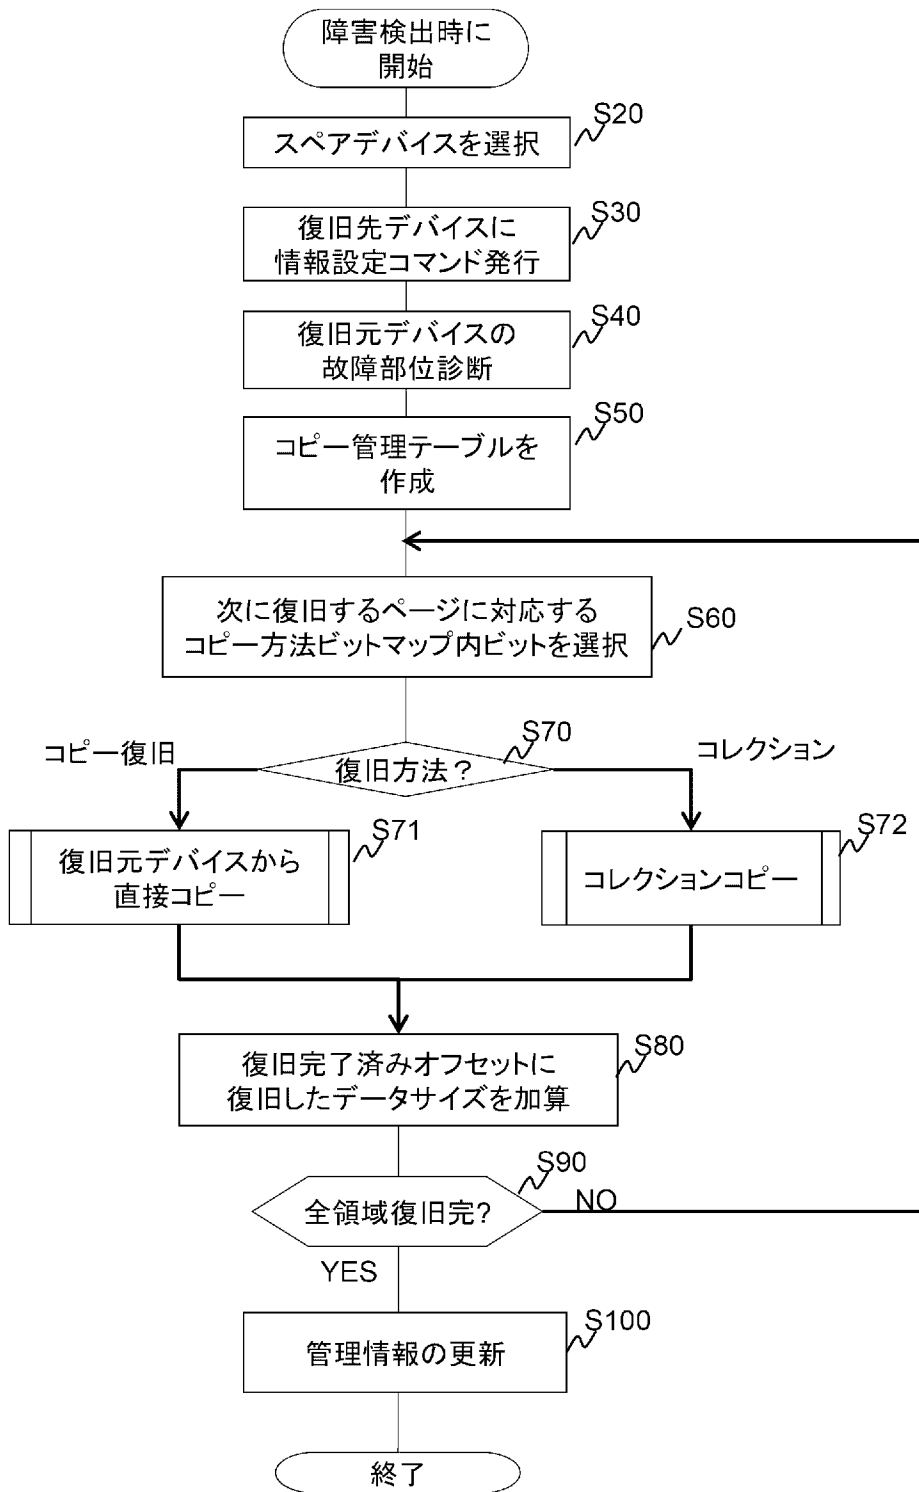 障害検出時に
開始
S20
スペアデバイスを選択
S30
復旧先デバイスに
情報設定コマンド発行
S40
復旧元デバイスの
故障部位診断
S50
コピー管理テーブルを
作成
次に復旧するページに対応する
コピー方法ビットマップ内ビットを選択
S60
S70
コピー復旧
復旧方法？
コレクション
S71
復旧元デバイスから
直接コピー
S72
コレクションコピー
S80
復旧完了済みオフセットに
復旧したデータサイズを加算
S90
全領域復旧完?
NO
YES
S100
管理情報の更新
終了